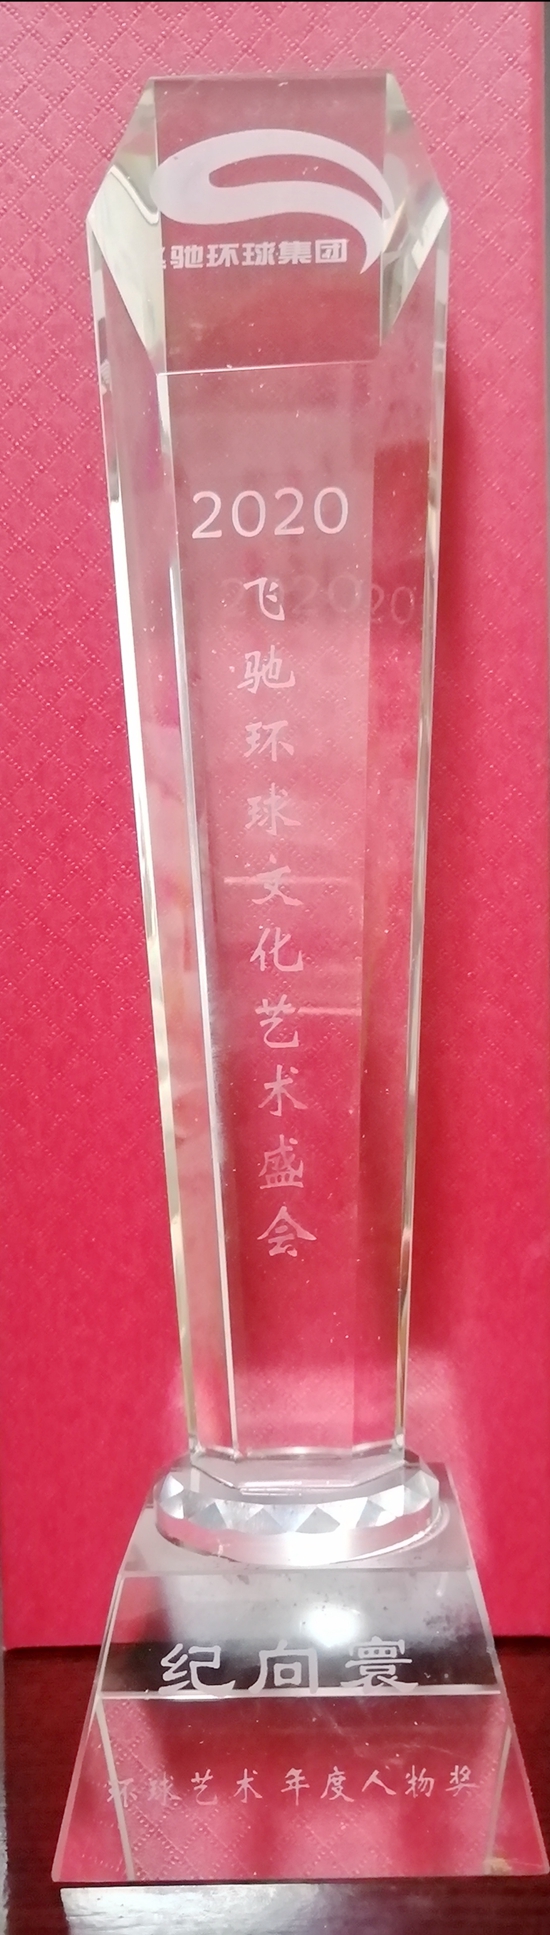 飞驰环球集团
2020
飞驰环球文化艺术盛会
纪向寰
环球艺术 年度人物奖